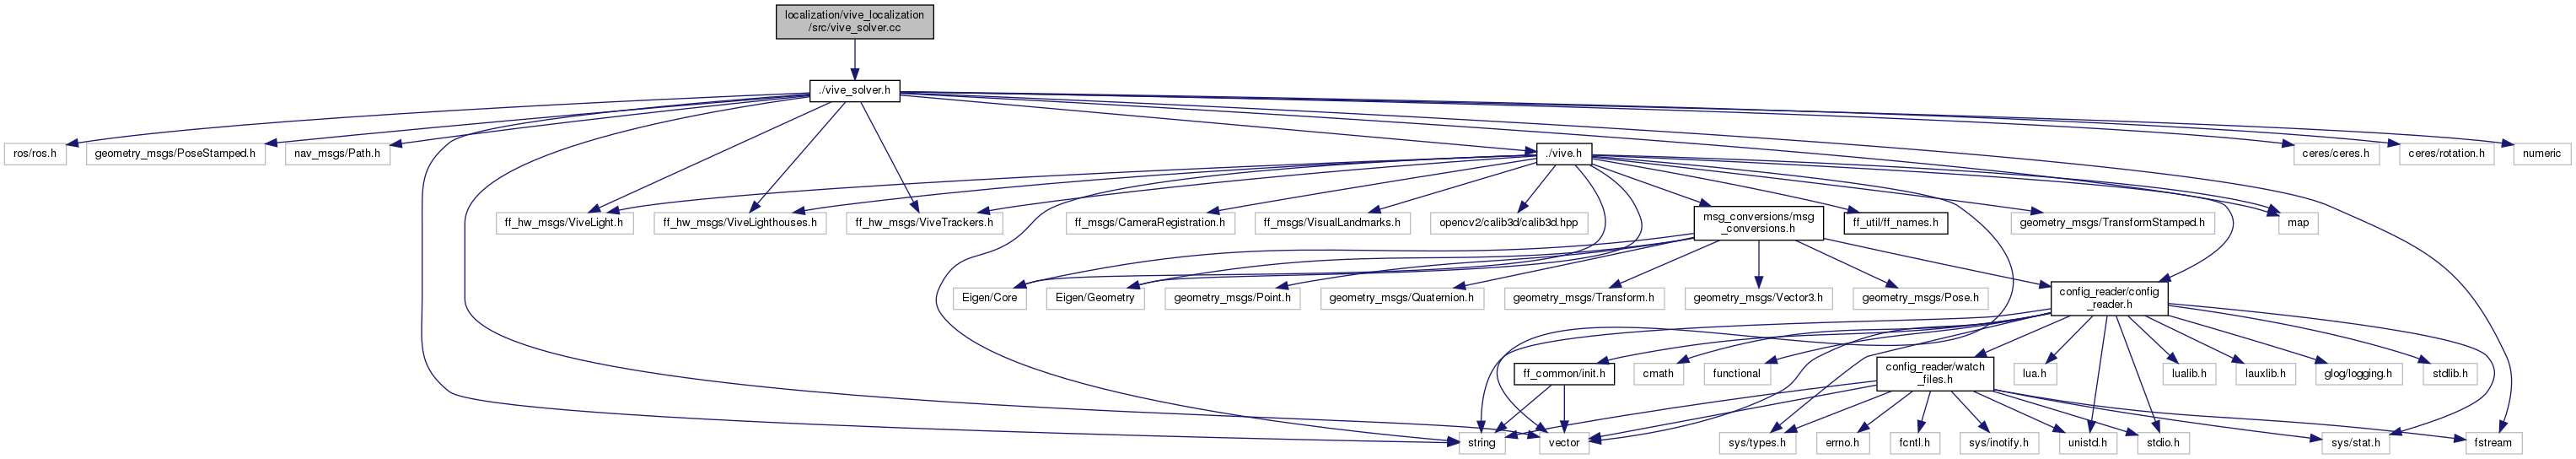 localization/vive_localization
/src/vive_solver.cc
./vive_solver.h
ros/ros.h
geometry_msgs/PoseStamped.h
nav_msgs/Path.h
./vive.h
ceres/ceres.h
ceres/rotation.h
numeric
ff_hw_msgs/ViveLight.h
ff_hw_msgs/ViveLighthouses.h
ff_hw_msgs/ViveTrackers.h
ff_msgs/CameraRegistration.h
ff_msgs/VisualLandmarks.h
opencv2/calib3d/calib3d.hpp
msg_conversions/msg
_conversions.h
ff_util/ff_names.h
geometry_msgs/TransformStamped.h
map
Eigen/Core
Eigen/Geometry
geometry_msgs/Point.h
geometry_msgs/Quaternion.h
geometry_msgs/Transform.h
geometry_msgs/Vector3.h
geometry_msgs/Pose.h
config_reader/config
_reader.h
ff_common/init.h
cmath
functional
config_reader/watch
_files.h
lua.h
lualib.h
lauxlib.h
glog/logging.h
stdlib.h
string
vector
sys/types.h
errno.h
fcntl.h
sys/inotify.h
unistd.h
stdio.h
sys/stat.h
fstream